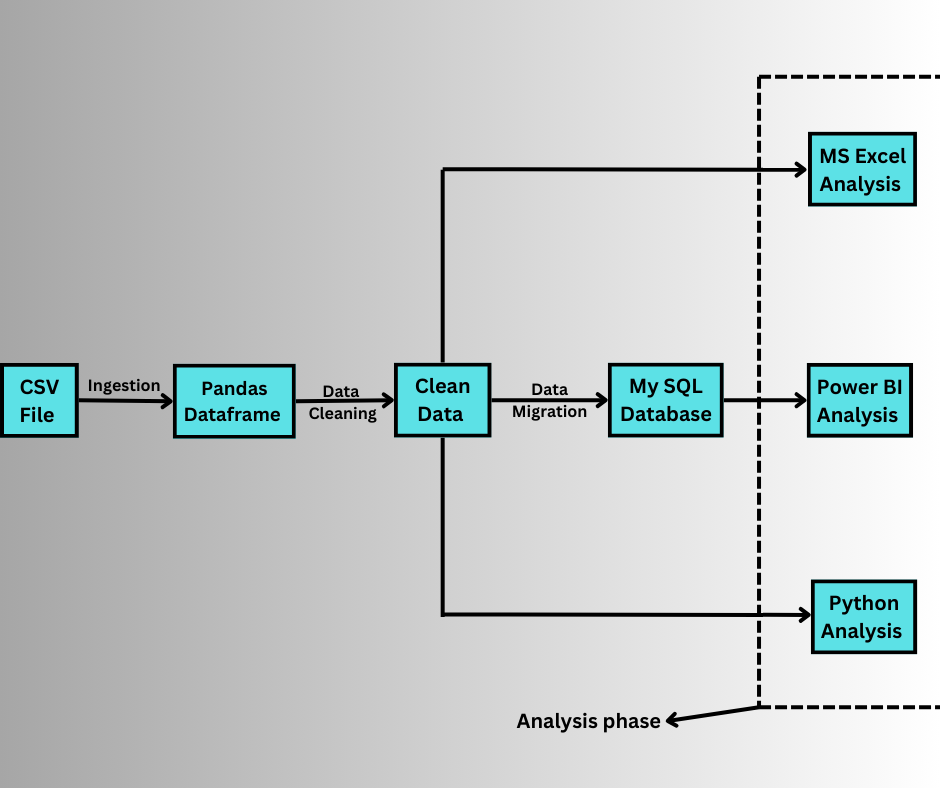 MS Excel
Analysis
CSV
File
Ingestion
Pandas
Dataframe
Data
Cleaning
Clean
Data
Data
Migration
My SQL
Database
Power BI
Analysis
Python
Analysis
Analysis phase